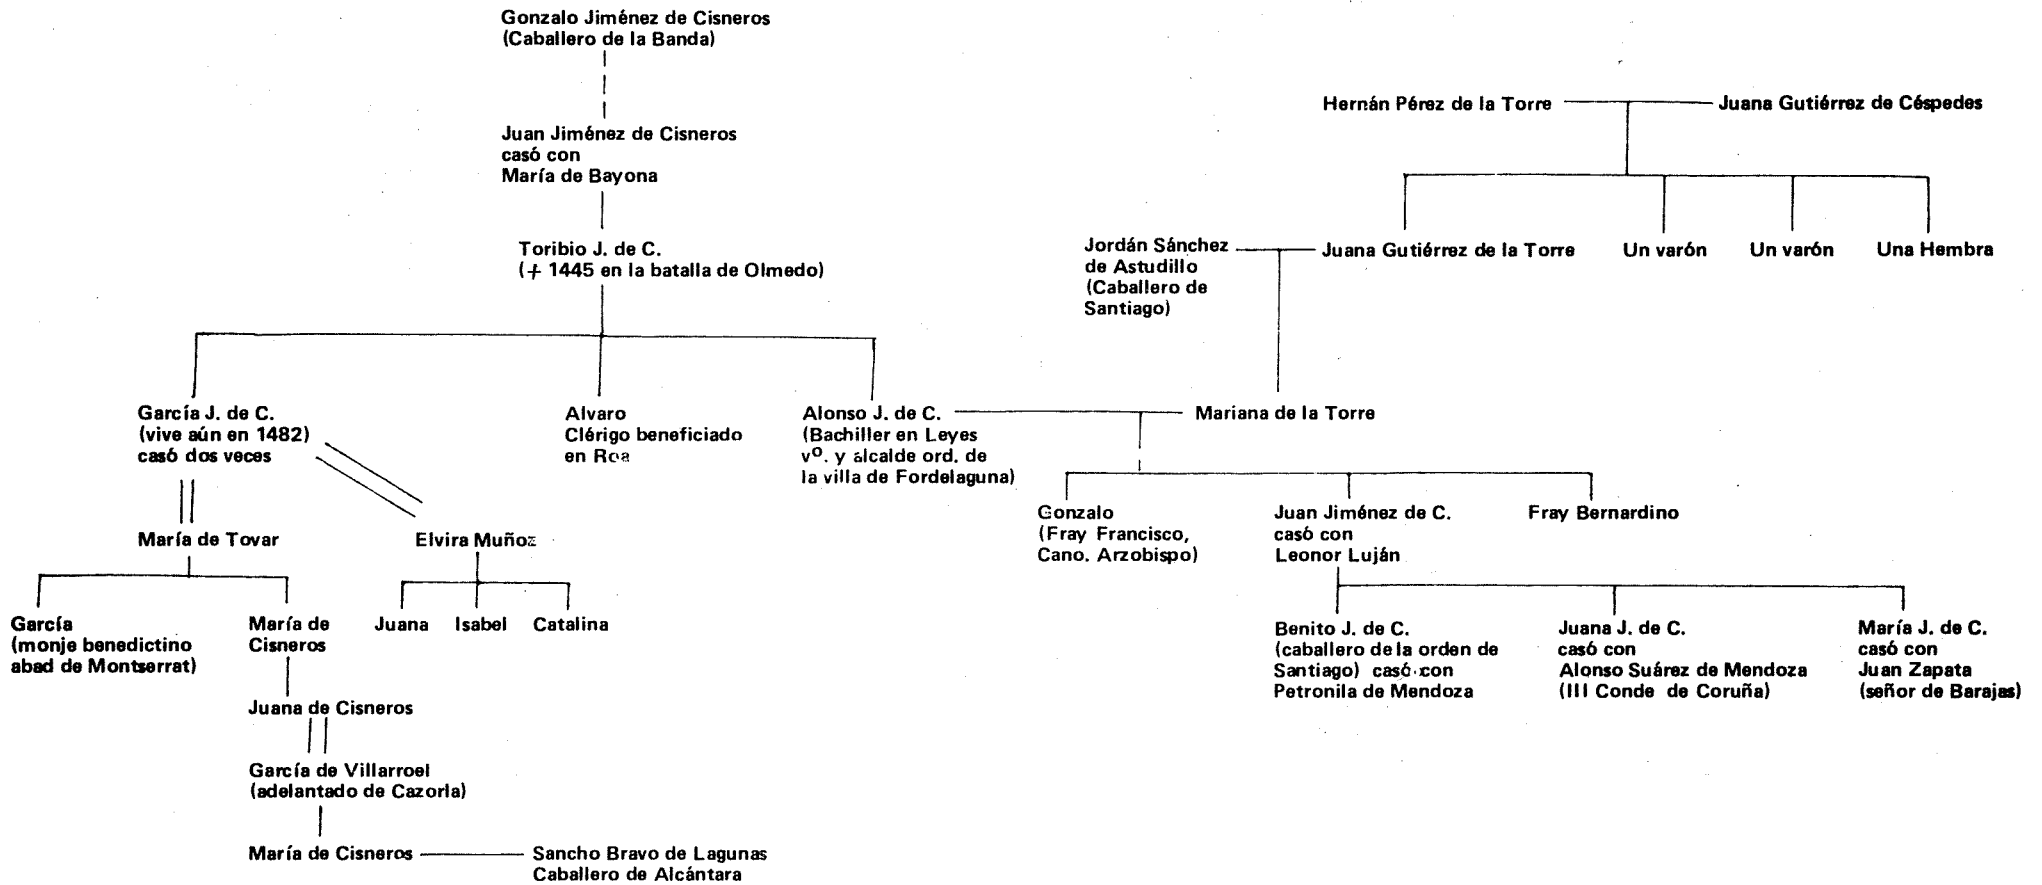 Gonzalo Jiménez de Cisneros
(Caballero de la Banda)
Juan Jiménez de Cisneros
casó con
María de Bayona
Toribio J. de C.
(+ 1445 en la batalla de Olmedo)
Hernán Pérez de la Torre
Juana Gutiérrez de Céspedes
Jordán Sánchez
de Astudillo
(Caballero de
Santiago)
Juana Gutiérrez de la Torre
Un varón
Un varón
Una Hembra
García J. de C.
(vive aún en 1482)
casó dos veces
Alvaro
Clérigo beneficiado
en Roa
Alonso J. de C.
(Bachiller en Leyes
vº. y alcalde ord. de
la villa de Fordelaguna)
Mariana de la Torre
María de Tovar
Elvira Muñoz
Gonzalo
(Fray Francisco,
Cano. Arzobispo)
Juan Jiménez de C.
casó con
Leonor Luján
Fray Bernardino
García
(monje benedictino
abad de Montserrat)
María de
Cisneros
Juana
Isabel
Catalina
Benito J. de C.
(caballero de la orden de
Santiago) casó con
Petronila de Mendoza
Juana J. de C.
casó con
Alonso Suárez de Mendoza
(III Conde de Coruña)
María J. de C.
casó con
Juan Zapata
(señor de Barajas)
Juana de Cisneros
García de Villarroel
(adelantado de Cazorla)
María de Cisneros
Sancho Bravo de Lagunas
Caballero de Alcántara